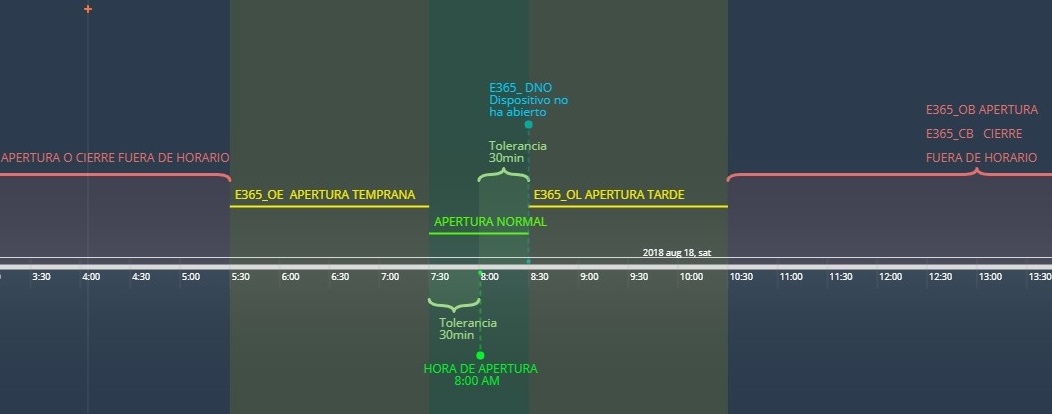 E365_ DNO
Dispositivo no
ha abierto
E365_OB APERTURA
E365_CB CIERRE
FUERA DE HORARIO
Tolerancia
30min
APERTURA O CIERRE FUERA DE HORARIO
E365_OE APERTURA TEMPRANA
E365_OL APERTURA TARDE
APERTURA NORMAL
2018 aug 18, sat
3:30 4:00 4:30 5:00 5:30 6:00 6:30 7:00 7:30 8:00 8:30 9:00 9:30 10:00 10:30 11:00 11:30 12:00 12:30 13:00 13:30
Tolerancia
30min
HORA DE APERTURA
8:00 AM